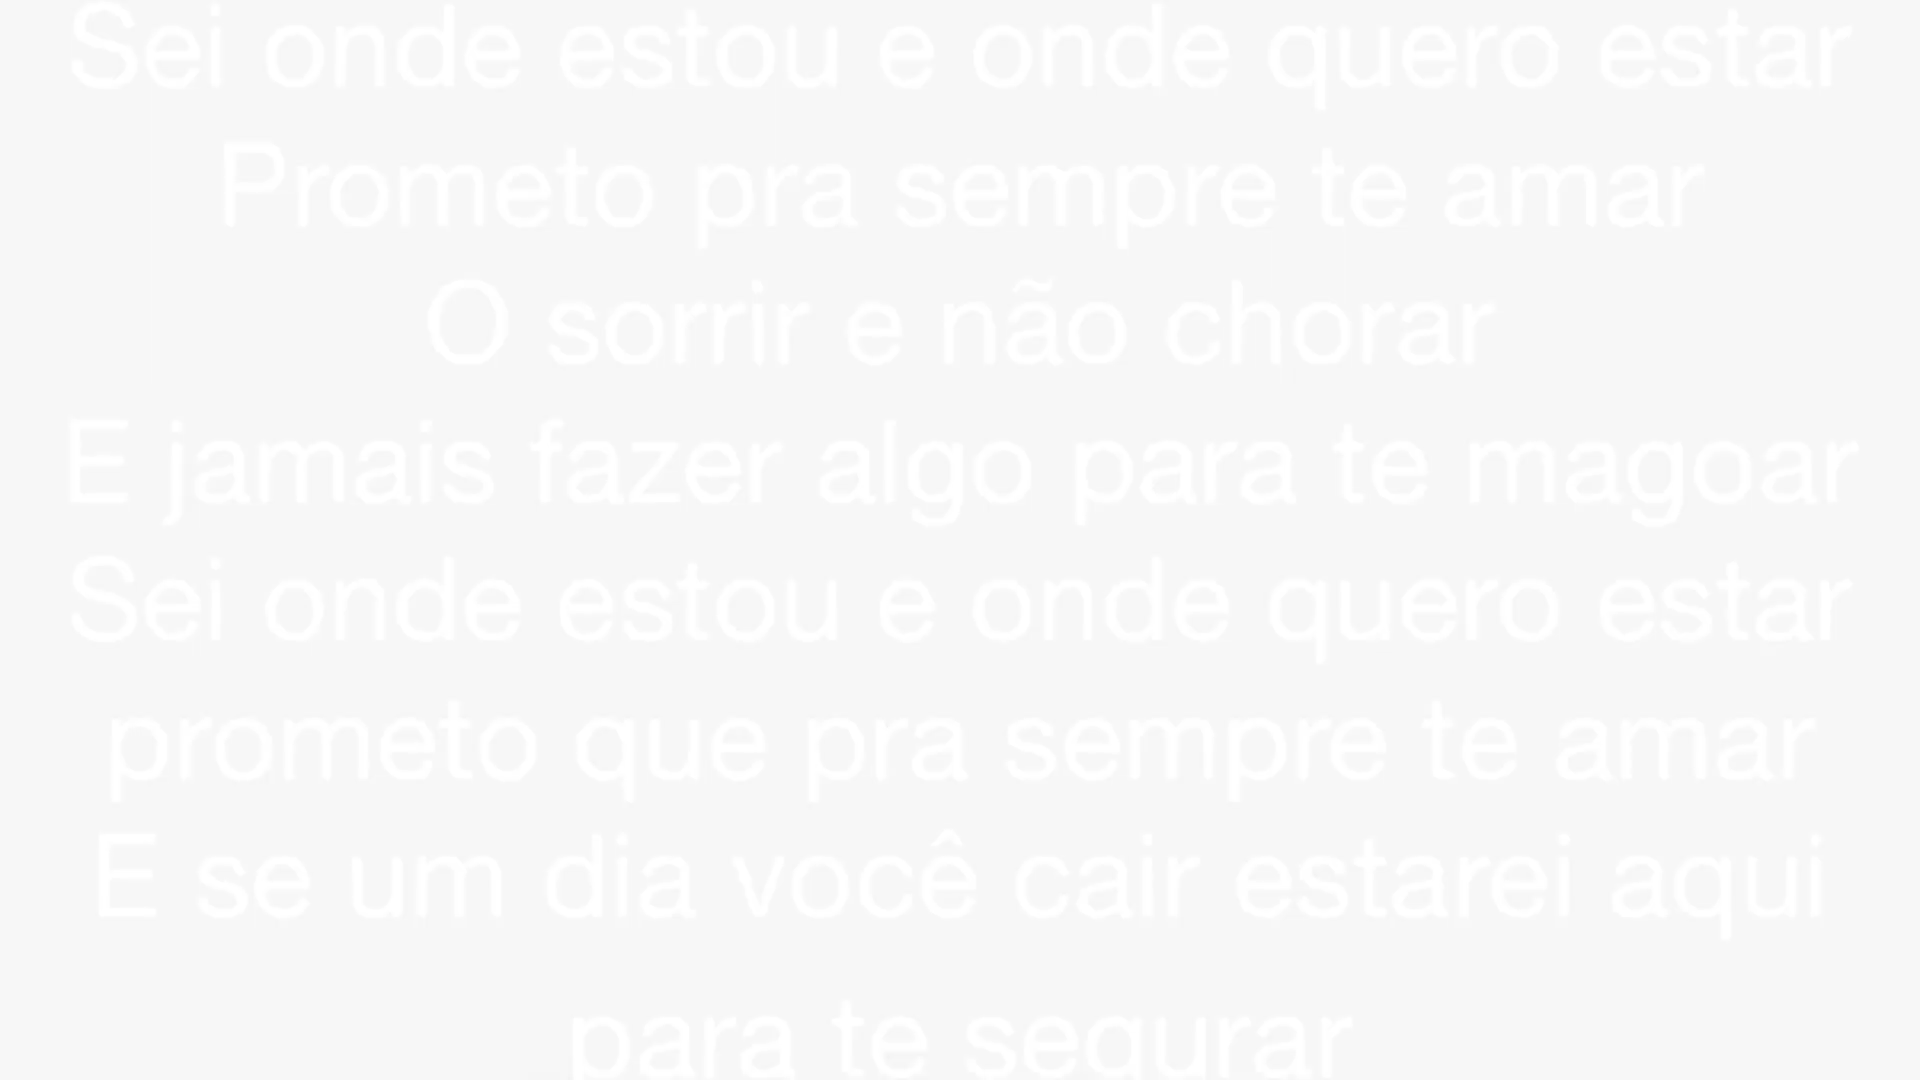 Sei onde estou e onde quero estar
Prometo pra sempre te amar
O sorrir e não chorar
E jamais fazer algo para te magoar
Sei onde estou e onde quero estar
prometo que pra sempre te amar
E se um dia você cair estarei aqui
para te segurar